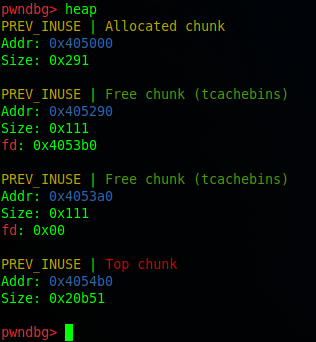 pwndbg> heap
PREV_INUSE | Allocated chunk
Addr: 0x405000
Size: 0x291
PREV_INUSE | Free chunk (tcachebins)
Addr: 0x405290
Size: 0x111
fd: 0x4053b0
PREV_INUSE | Free chunk (tcachebins)
Addr: 0x4053a0
Size: 0x111
fd: 0x00
PREV_INUSE | Top chunk
Addr: 0x4054b0
Size: 0x20b51
pwndbg>